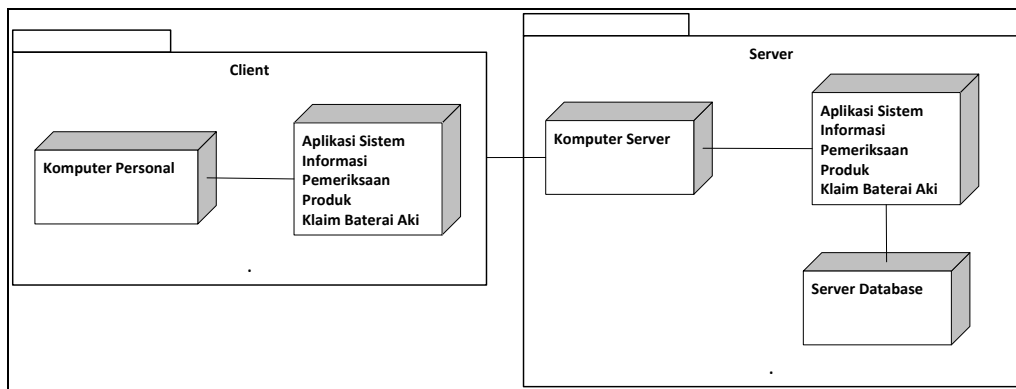 Client
Komputer Personal
Aplikasi Sistem
Informasi
Pemeriksaan
Produk
Klaim Baterai Aki
.
Server
Komputer Server
Aplikasi Sistem
Informasi
Pemeriksaan
Produk
Klaim Baterai Aki
Server Database
.